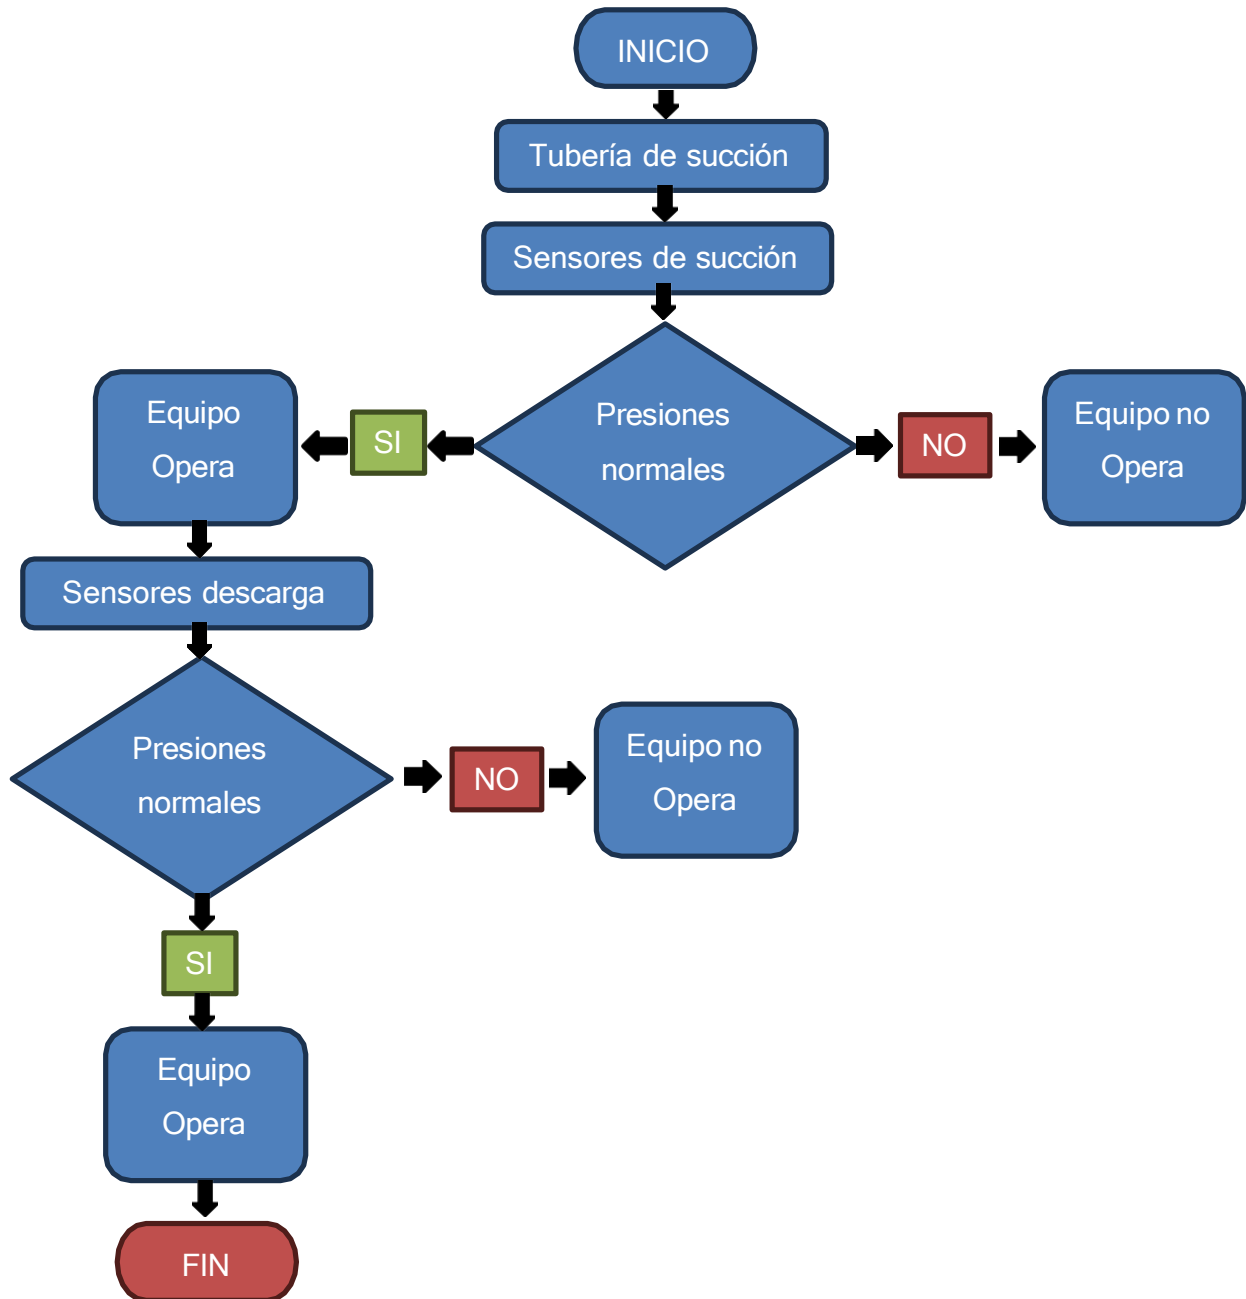 INICIO
Tubería de succión
Sensores de succión
Presiones
normales
SI
Equipo
Opera
NO
Equipo no
Opera
Sensores descarga
Presiones
normales
NO
Equipo no
Opera
SI
Equipo
Opera
FIN